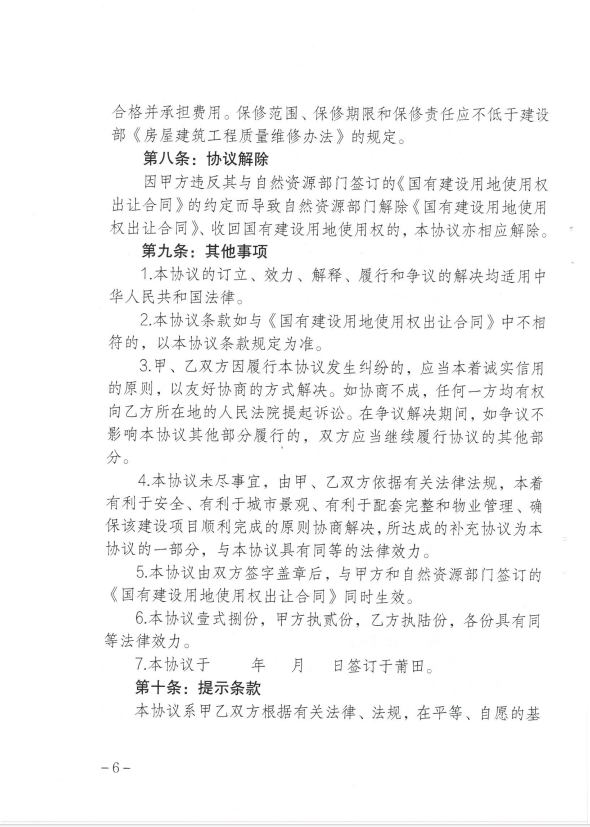 合格并承担费用。保修范围、保修期限和保修责任应不低于建设
部《房屋建筑工程质量维修办法》的规定。
第八条：协议解除
因甲方违反其与自然资源部门签订的《国有建设用地使用权
出让合同》的约定而导致自然资源部门解除《国有建设用地使用
权出让合同》、收回国有建设用地使用权的，本协议亦相应解除。
第九条：其他事项
1.本协议的订立、效力、解释、履行和争议的解决均适用中
华人民共和国法律。
2.本协议条款如与《国有建设用地使用权出让合同》中不相
符的，以本协议条款规定为准。
3.甲、乙双方因履行本协议发生纠纷的，应当本着诚实信用
的原则，以友好协商的方式解决。如协商不成，任何一方均有权
向乙方所在地的人民法院提起诉讼。在争议解决期间，如争议不
影响本协议其他部分履行的，双方应当继续履行协议的其他部
分。
4.本协议未尽事宜，由甲、乙双方依据有关法律法规，本着
有利于安全、有利于城市景观、有利于配套完整和物业管理、确
保该建设项目顺利完成的原则协商解决，所达成的补充协议为本
协议的一部分，与本协议具有同等的法律效力。
5.本协议由双方签字盖章后，与甲方和自然资源部门签订的
《国有建设用地使用权出让合同》同时生效。
6.本协议壹式捌份，甲方执贰份，乙方执陆份，各份具有同
等法律效力。
7.本协议于 年 月 日签订于莆田。
第十条：提示条款
本协议系甲乙双方根据有关法律、法规，在平等、自愿的基
-6-